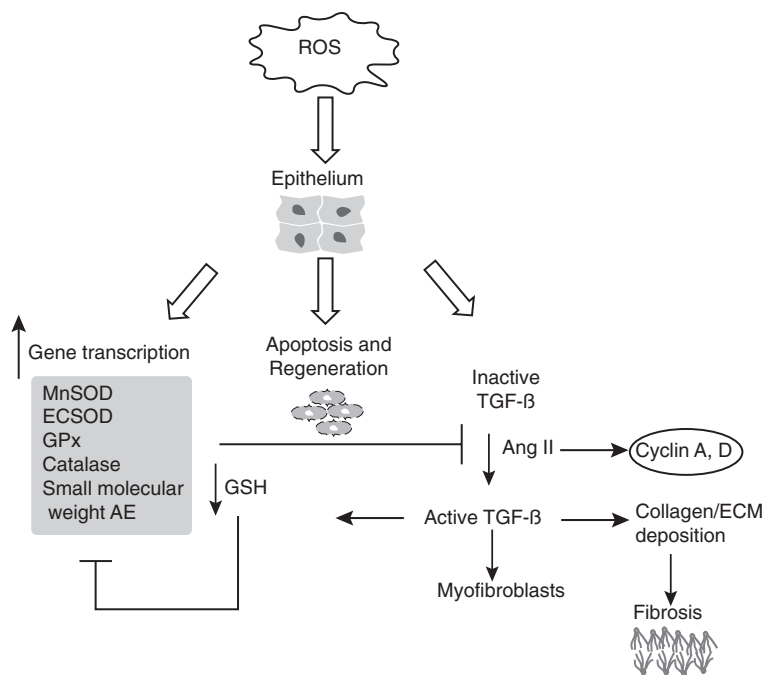 ROS
Epithelium
Gene transcription
MnSOD
ECSOD
GPx
Catalase
Small molecular
weight AE
GSH
Apoptosis and
Regeneration
Inactive
TGF-ß
Ang II
Cyclin A, D
Active TGF-ß
Collagen/ECM
deposition
Myofibroblasts
Fibrosis